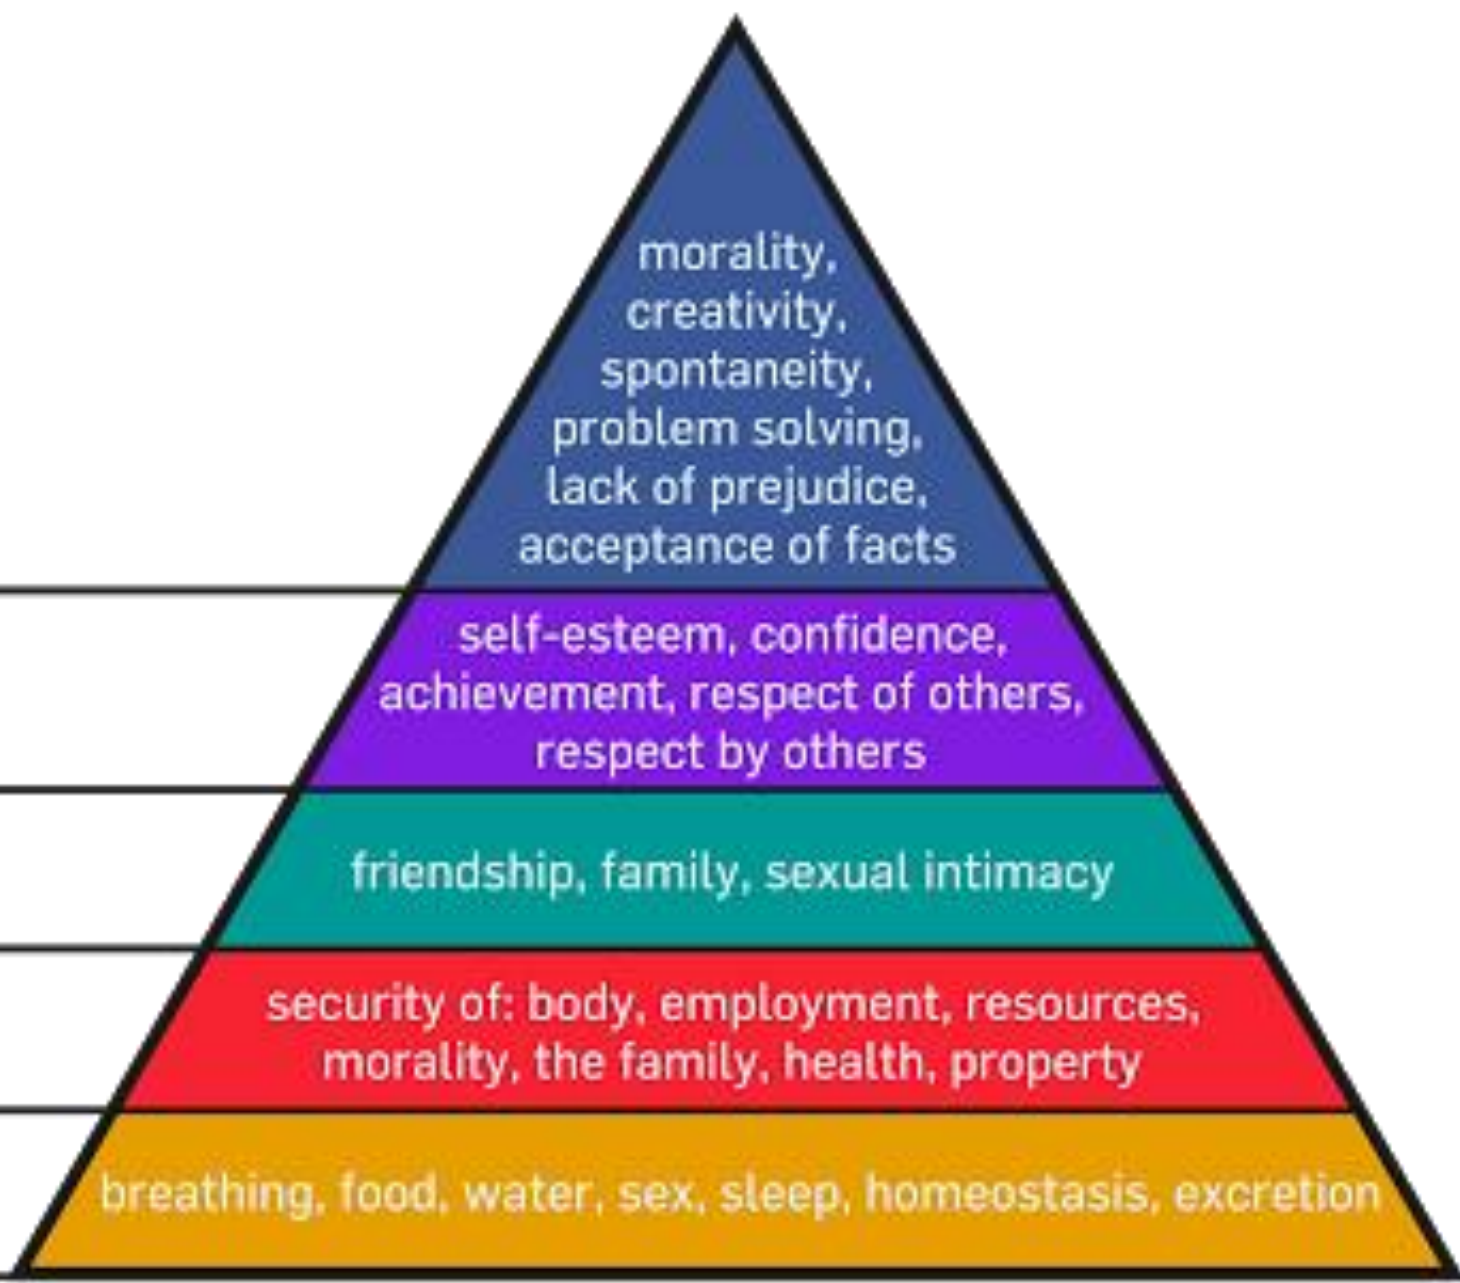 morality,
creativity,
spontaneity,
problem solving,
lack of prejudice,
acceptance of facts
self-esteem, confidence,
achievement, respect of others,
respect by others
friendship, family, sexual intimacy
security of: body, employment, resources,
morality, the family, health, property
breathing, food, water, sex, sleep, homeostasis, excretion